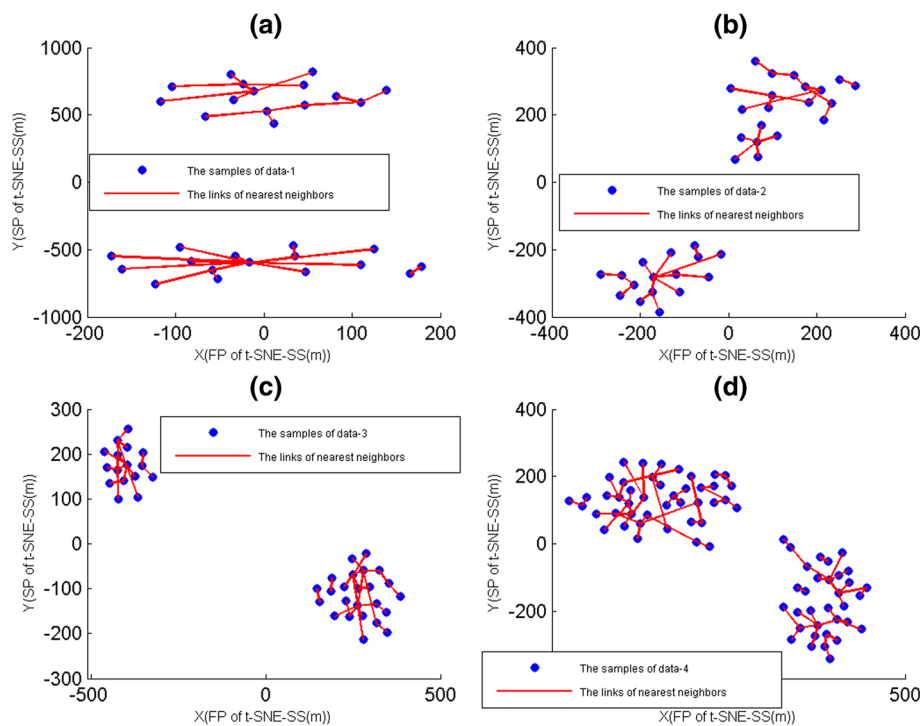 (a)
1000
500
0
-500
-1000
-200
-100
0
100
200
Y(SP of t-SNE-SS(m))
X(FP of t-SNE-SS(m))
The samples of data-1
The links of nearest neighbors
(b)
400
200
0
-200
-400
-400
-200
0
200
400
Y(SP of t-SNE-SS(m))
X(FP of t-SNE-SS(m))
The samples of data-2
The links of nearest neighbors
(c)
300
200
100
0
-100
-200
-300
-500
0
500
Y(SP of t-SNE-SS(m))
X(FP of t-SNE-SS(m))
The samples of data-3
The links of nearest neighbors
(d)
400
200
0
-200
500
Y(SP of t-SNE-SS(m))
X(FP of t-SNE-SS(m))
The samples of data-4
The links of nearest neighbors